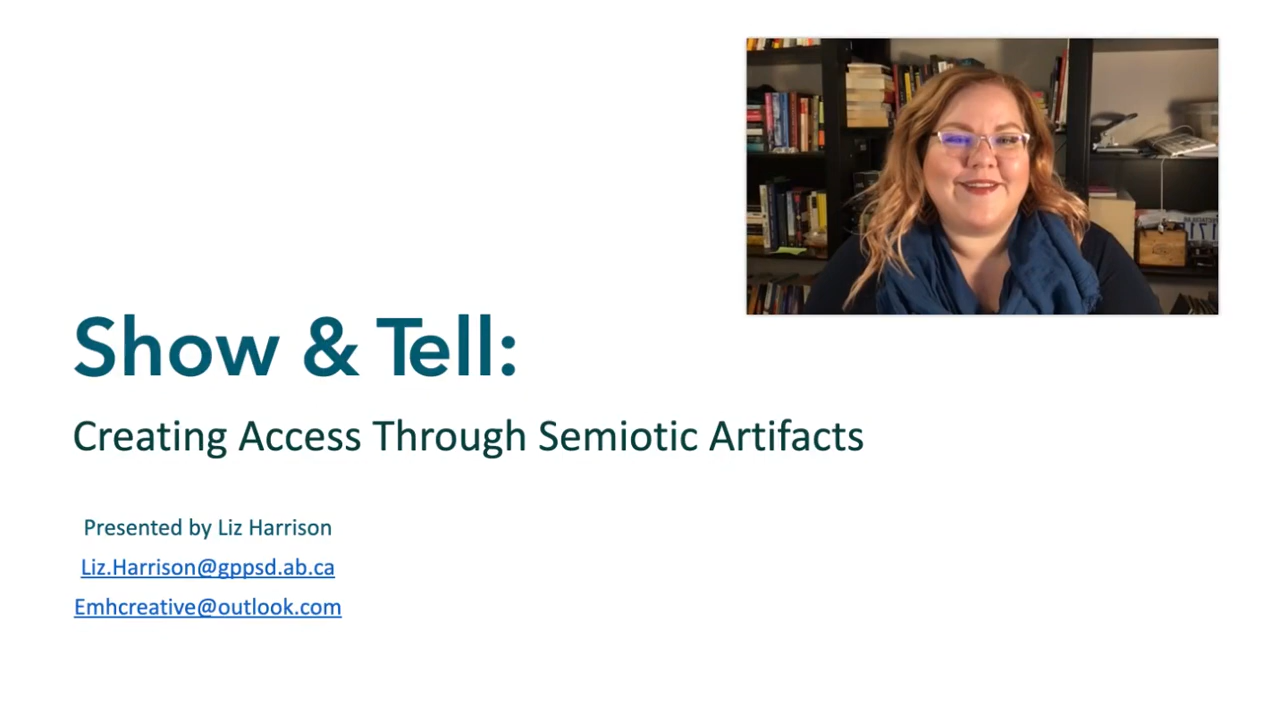 Show & Tell:
Creating Access Through Semiotic Artifacts
Presented by Liz Harrison
Liz.Harrison@gppsd.ab.ca
Emhcreative@outlook.com